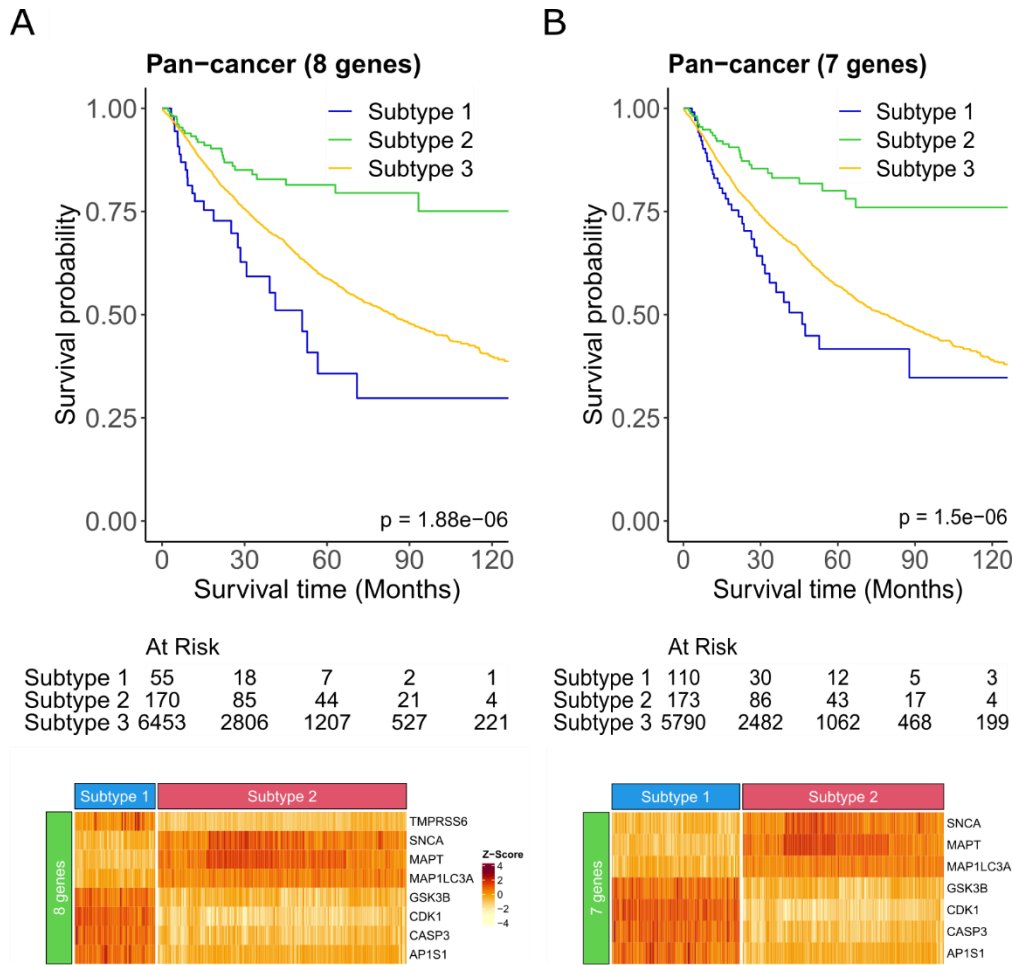 A
Pan−cancer (8 genes)
1.00
0.75
0.50
0.25
0.00
Survival probability
Subtype 1
Subtype 2
Subtype 3
p = 1.88e−06
0 30 60 90 120
Survival time (Months)
At Risk
Subtype 1 55 18 7 2 1
Subtype 2 170 85 44 21 4
Subtype 3 6453 2806 1207 527 221
Subtype 1 Subtype 2
8 genes
TMPRSS6
SNCA
MAPT
MAP1LC3A
GSK3B
CDK1
CASP3
AP1S1
Z−Score
4
2
0
−2
−4
B
Pan−cancer (7 genes)
1.00
0.75
0.50
0.25
0.00
Survival probability
Subtype 1
Subtype 2
Subtype 3
p = 1.5e−06
0 30 60 90 120
Survival time (Months)
At Risk
Subtype 1 110 30 12 5 3
Subtype 2 173 86 43 17 4
Subtype 3 5790 2482 1062 468 199
Subtype 1 Subtype 2
7 genes
SNCA
MAPT
MAP1LC3A
GSK3B
CDK1
CASP3
AP1S1